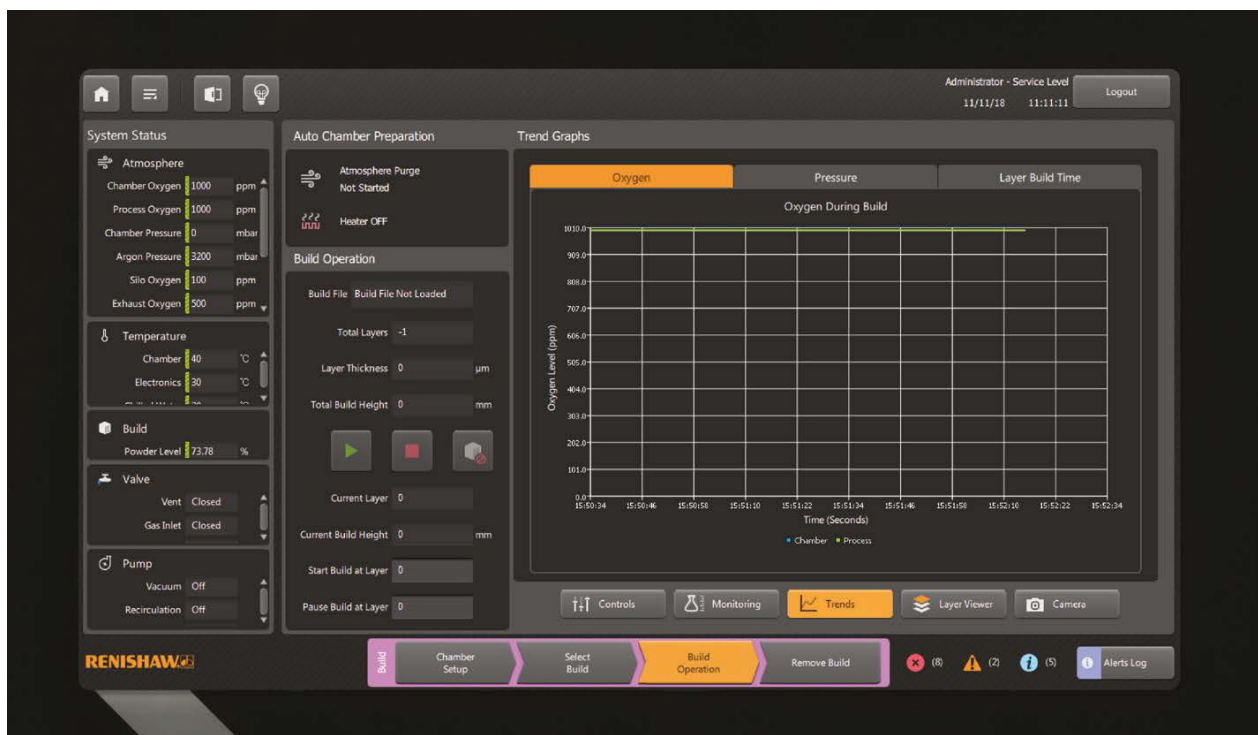 Administrator - Service Level
11/11/18 11:11:11
Logout
System Status
Atmosphere
Chamber Oxygen 1000 ppm
Process Oxygen 1000 ppm
Chamber Pressure 0 mbar
Argon Pressure 3200 mbar
Silo Oxygen 100 ppm
Exhaust Oxygen 500 ppm
Temperature
Chamber 40 °C
Electronics 30 °C
Build
Powder Level 73.78 %
Valve
Vent Closed
Gas Inlet Closed
Pump
Vacuum Off
Recirculation Off
Auto Chamber Preparation
Atmosphere Purge
Not Started
Heater OFF
Build Operation
Build File Build File Not Loaded
Total Layers -1
Layer Thickness 0 µm
Total Build Height 0 mm
Current Layer 0
Current Build Height 0 mm
Start Build at Layer 0
Pause Build at Layer 0
Trend Graphs
Oxygen Pressure Layer Build Time
Oxygen During Build
Oxygen Level (ppm)
1010.0
909.0
808.0
707.0
606.0
505.0
404.0
303.0
202.0
101.0
0.0
15:50:34 15:50:46 15:50:58 15:51:10 15:51:22 15:51:34 15:51:46 15:51:58 15:52:10 15:52:22 15:52:34
Time (Seconds)
Chamber Process
Controls Monitoring Trends Layer Viewer Camera
RENISHAW
Build
Chamber
Setup
Select
Build
Build
Operation
Remove Build
(8) (2) (5)
Alerts Log